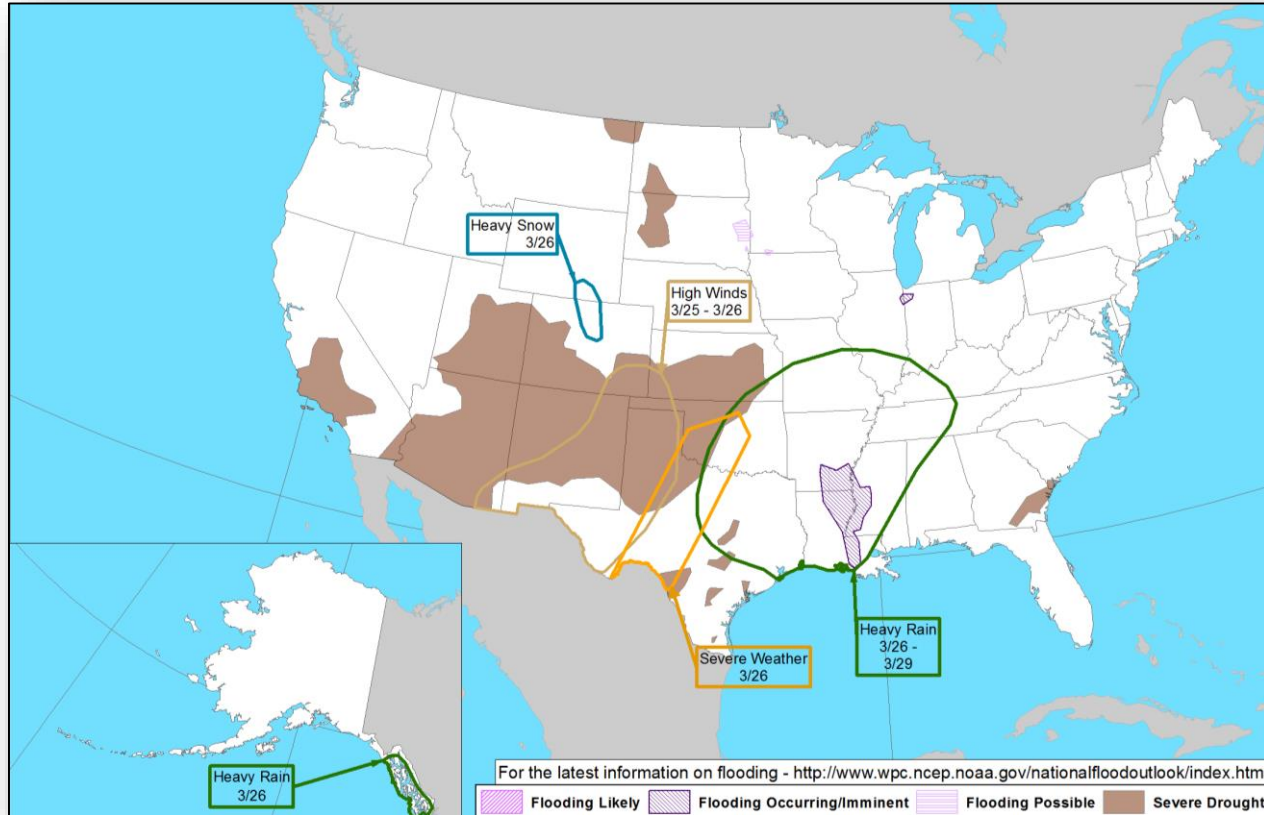 Heavy Snow
3/26
High Winds
3/25 - 3/26
Heavy Rain
3/26 -
3/29
Severe Weather
3/26
Heavy Rain
3/26
For the latest information on flooding - http://www.wpc.ncep.noaa.gov/nationalfloodoutlook/index.htm
Flooding Likely Flooding Occurring/Imminent Flooding Possible Severe Drought